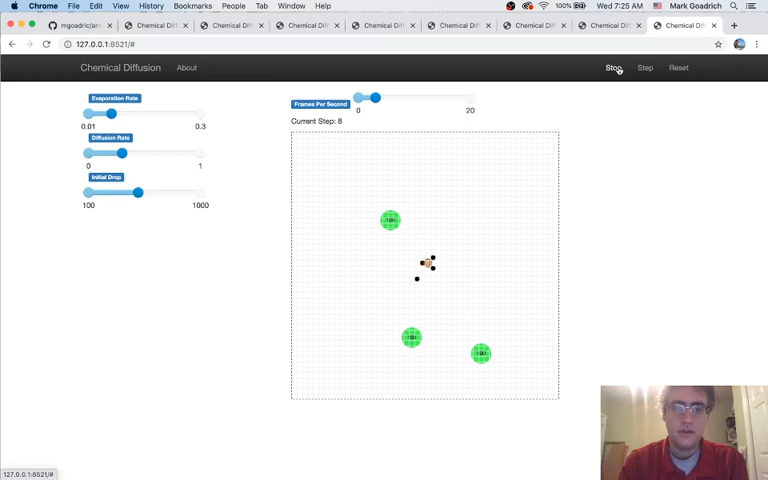 Chrome File Edit View History Bookmarks People Tab Window Help 100% Wed 7:25 AM Mark Goadrich
mgoadric/ant Chemical Diff Chemical Diff Chemical Diff Chemical Diff Chemical Diff Chemical Diff Chemical Diff Chemical Diff
127.0.0.1:8521/#
Chemical Diffusion About Stop Step Reset
Evaporation Rate
0.01 0.3
Diffusion Rate
0 1
Initial Drop
100 1000
Frames Per Second
0 20
Current Step: 8
127.0.0.1:8521/#